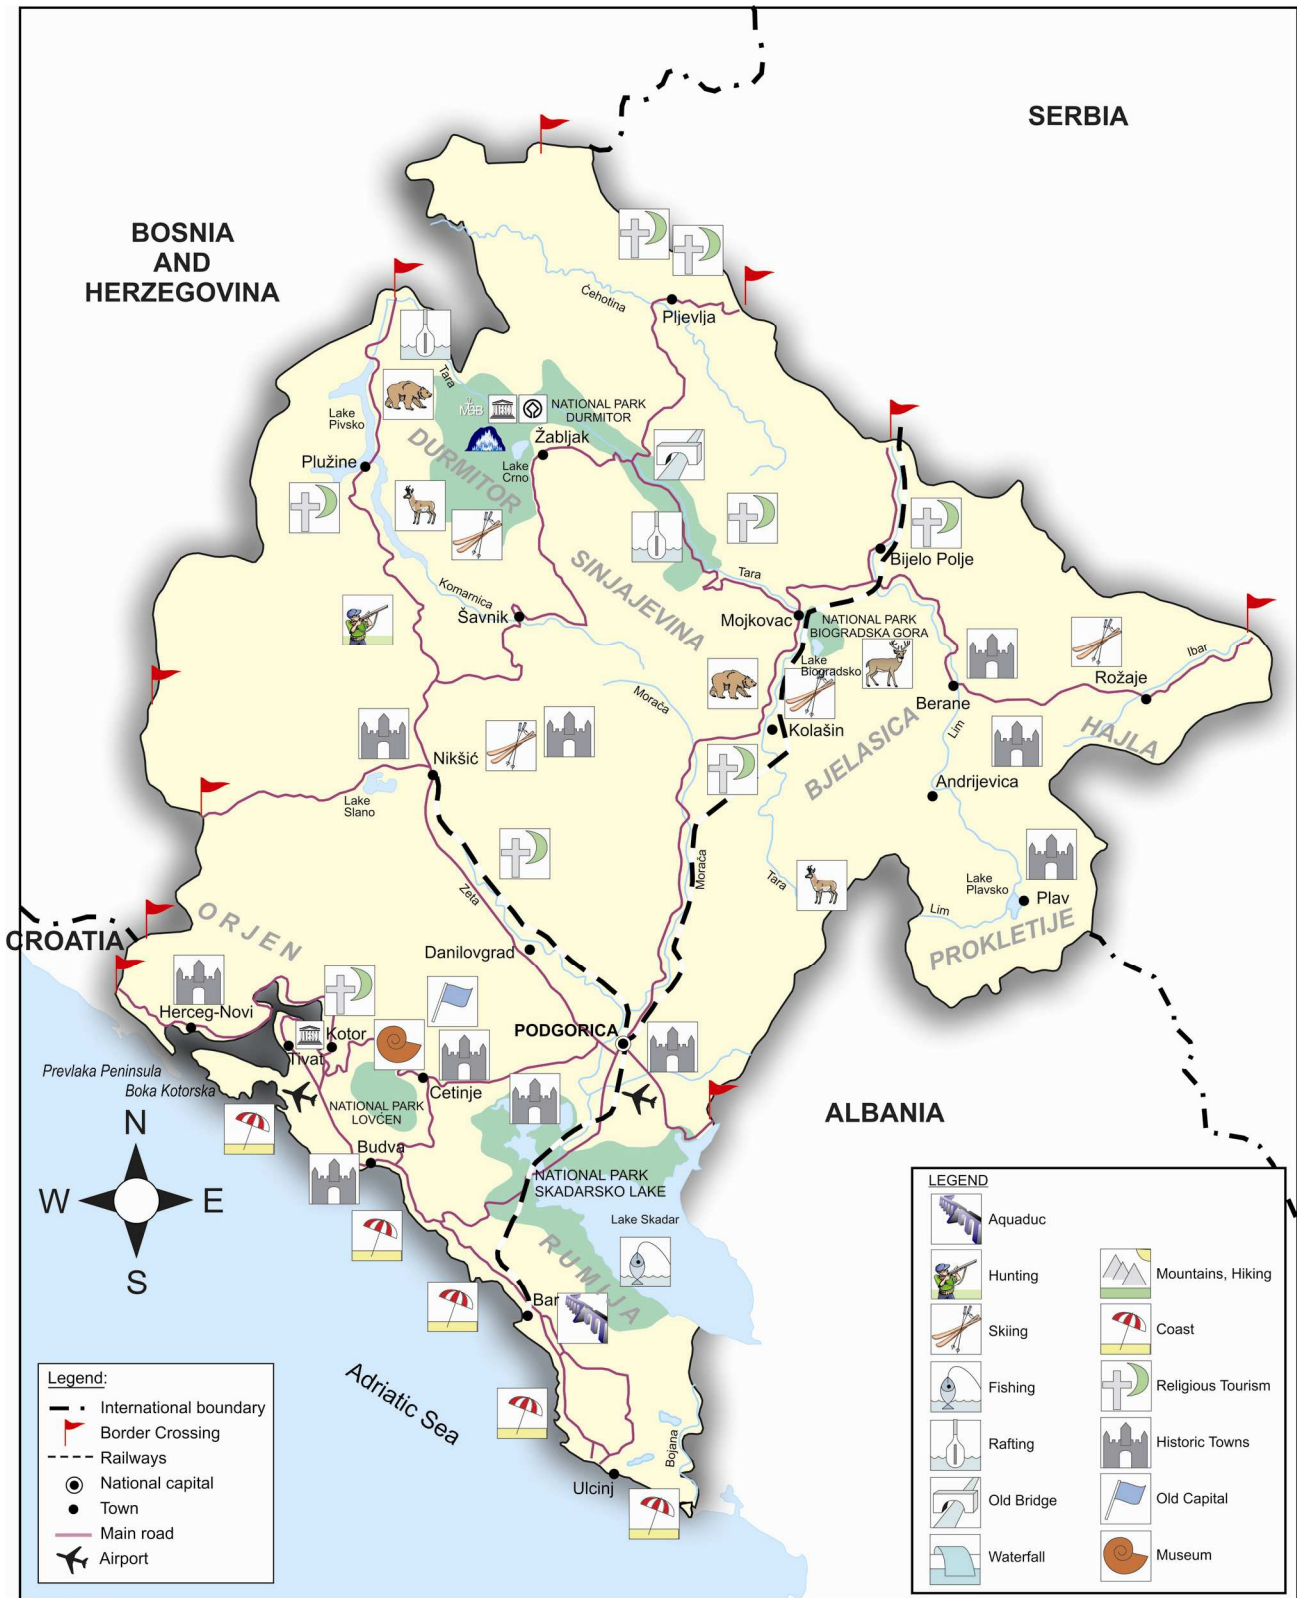 SERBIA
BOSNIA
AND
HERZEGOVINA
Ćehotina
Pljevlja
Tara
NATIONAL PARK
DURMITOR
Lake
Pivsko
DURMITOR
Žabljak
Lake
Crno
Plužine
SINJAJEVINA
Bijelo Polje
Tara
Komarnica
Šavnik
Mojkovac
NATIONAL PARK
BIOGRADSKA GORA
Lake
Biogradsko
Ibar
Rožaje
Berane
Morača
Kolašin
BJELASICA
Lim
HAJLA
Nikšić
Lake
Slano
Andrijevica
Morača
Tara
Zeta
Lake
Plavsko
Plav
Lim
PROKLETIJE
ORJEN
CROATIA
Danilovgrad
Herceg-Novi
PODGORICA
Kotor
Tivat
Prevlaka Peninsula
Boka Kotorska
Cetinje
NATIONAL PARK
LOVĆEN
ALBANIA
Budva
N
W
E
S
NATIONAL PARK
SKADARSKO LAKE
Lake Skadar
RUMIJA
Bar
Adriatic Sea
Bojana
Ulcinj
Legend:
International boundary
Border Crossing
Railways
National capital
Town
Main road
Airport
LEGEND
Aquaduc
Hunting
Skiing
Fishing
Rafting
Old Bridge
Waterfall
Mountains, Hiking
Coast
Religious Tourism
Historic Towns
Old Capital
Museum